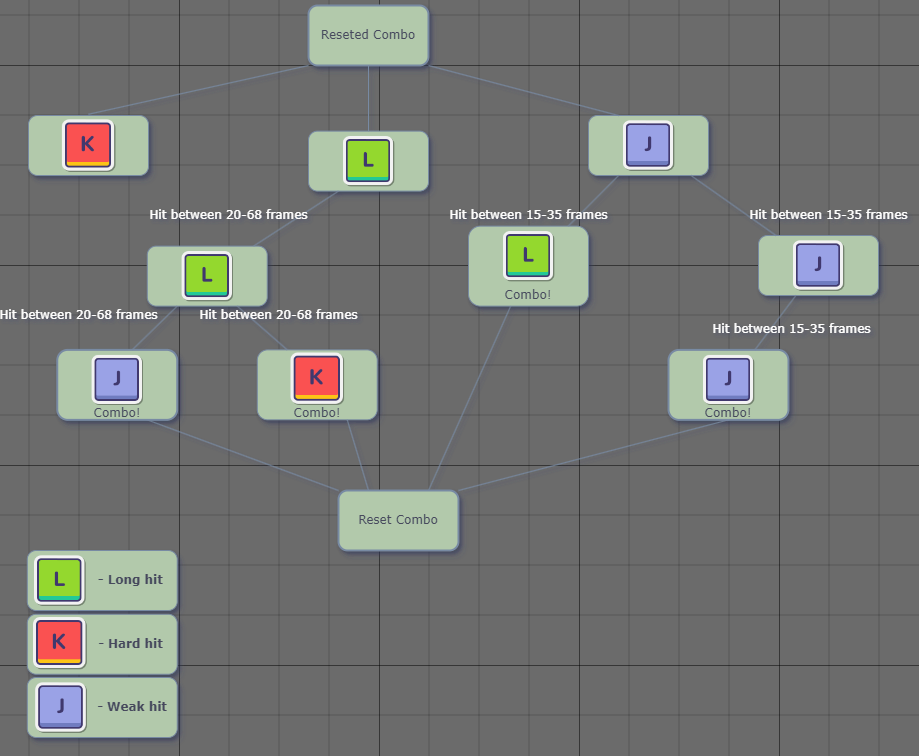 Reseted Combo
K
L
J
Hit between 20-68 frames
Hit between 15-35 frames
Hit between 15-35 frames
L
L
Combo!
J
Hit between 20-68 frames
Hit between 20-68 frames
Hit between 15-35 frames
J
Combo!
K
Combo!
J
Combo!
Reset Combo
L - Long hit
K - Hard hit
J - Weak hit